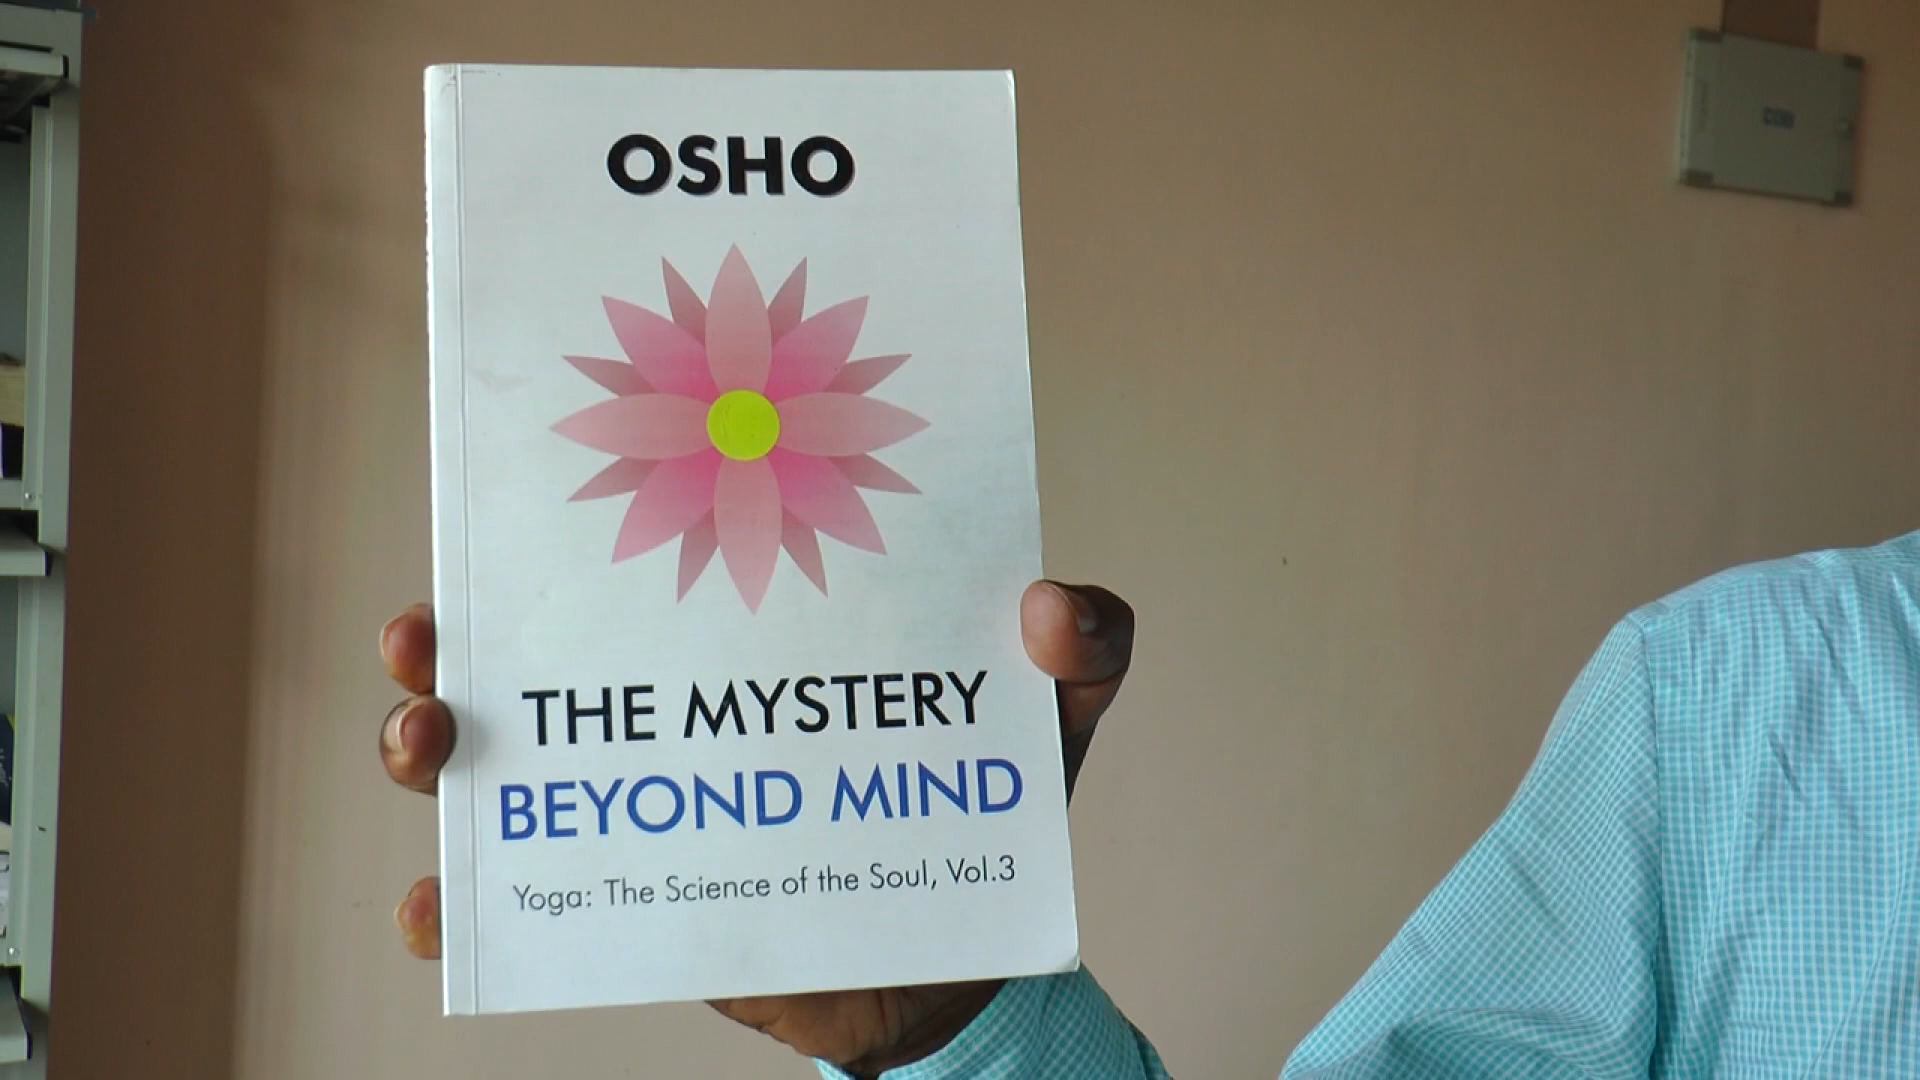 OSHO
THE MYSTERY
BEYOND MIND
Yoga: The Science of the Soul, Vol.3